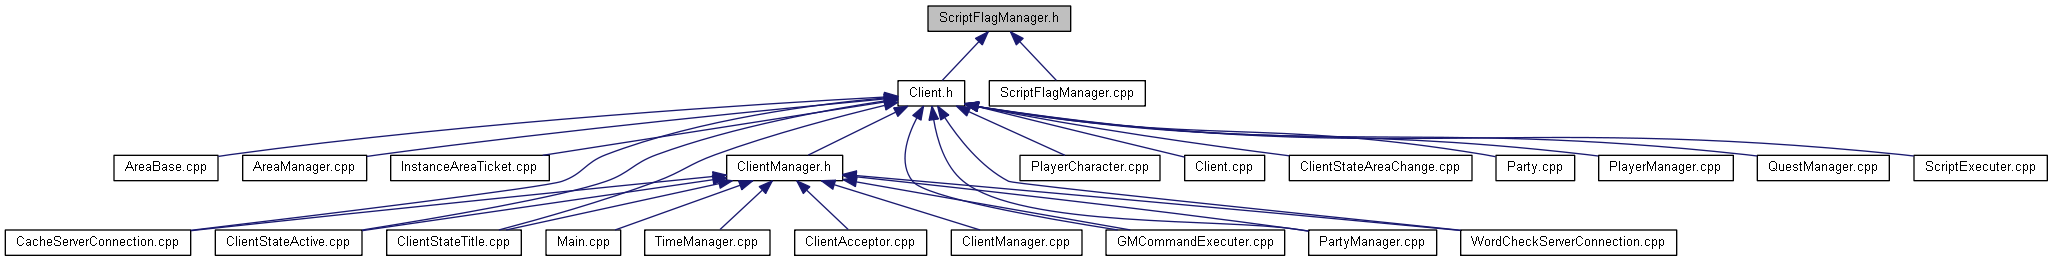 ScriptFlagManager.h
Client.h
ScriptFlagManager.cpp
AreaBase.cpp
AreaManager.cpp
InstanceAreaTicket.cpp
ClientManager.h
PlayerCharacter.cpp
Client.cpp
ClientStateAreaChange.cpp
Party.cpp
PlayerManager.cpp
QuestManager.cpp
ScriptExecuter.cpp
CacheServerConnection.cpp
ClientStateActive.cpp
ClientStateTitle.cpp
Main.cpp
TimeManager.cpp
ClientAcceptor.cpp
ClientManager.cpp
GMCommandExecuter.cpp
PartyManager.cpp
WordCheckServerConnection.cpp